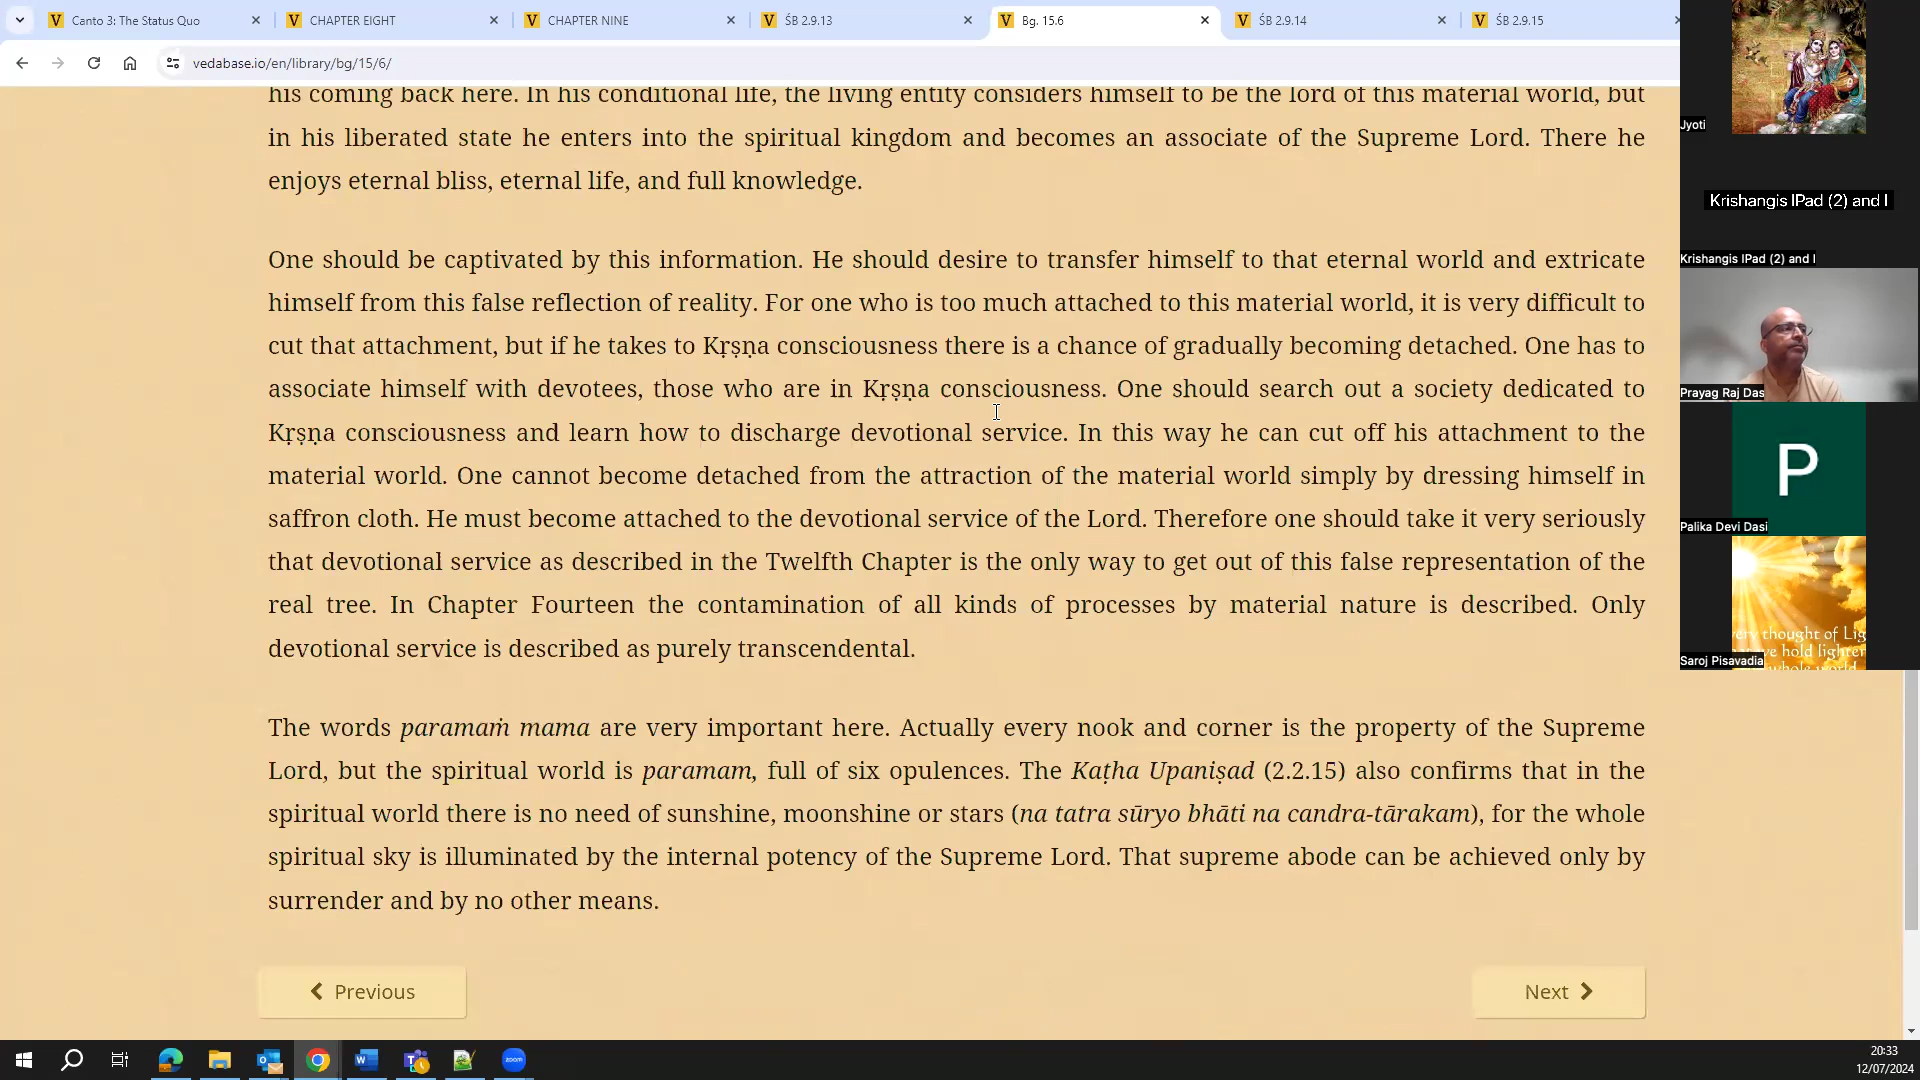 Canto 3: The Status Quo
CHAPTER EIGHT
CHAPTER NINE
ŚB 2.9.13
Bg. 15.6
ŚB 2.9.14
ŚB 2.9.15
vedabase.io/en/library/bg/15/6/
his coming back here. In his conditional life, the living entity considers himself to be the lord of this material world, but
in his liberated state he enters into the spiritual kingdom and becomes an associate of the Supreme Lord. There he
enjoys eternal bliss, eternal life, and full knowledge.
One should be captivated by this information. He should desire to transfer himself to that eternal world and extricate
himself from this false reflection of reality. For one who is too much attached to this material world, it is very difficult to
cut that attachment, but if he takes to Kṛṣṇa consciousness there is a chance of gradually becoming detached. One has to
associate himself with devotees, those who are in Kṛṣṇa consciousness. One should search out a society dedicated to
Kṛṣṇa consciousness and learn how to discharge devotional service. In this way he can cut off his attachment to the
material world. One cannot become detached from the attraction of the material world simply by dressing himself in
saffron cloth. He must become attached to the devotional service of the Lord. Therefore one should take it very seriously
that devotional service as described in the Twelfth Chapter is the only way to get out of this false representation of the
real tree. In Chapter Fourteen the contamination of all kinds of processes by material nature is described. Only
devotional service is described as purely transcendental.
The words paramaṁ mama are very important here. Actually every nook and corner is the property of the Supreme
Lord, but the spiritual world is paramam, full of six opulences. The Kaṭha Upaniṣad (2.2.15) also confirms that in the
spiritual world there is no need of sunshine, moonshine or stars (na tatra sūryo bhāti na candra-tārakam), for the whole
spiritual sky is illuminated by the internal potency of the Supreme Lord. That supreme abode can be achieved only by
surrender and by no other means.
Previous
Next
Jyoti
Krishangis IPad (2) and I
Krishangis IPad (2) and I
Prayag Raj Das
P
Palika Devi Dasi
thought of Lig
hold lighter
whole world
Saroj Pisavadia
zoom
20:33
12/07/2024